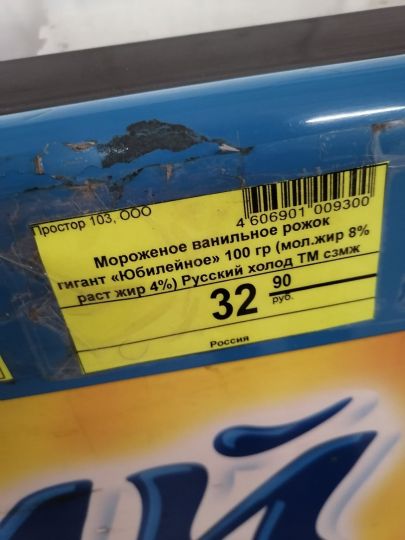 Простор 103, ООО
4 606901 009300
Мороженое ванильное рожок
гигант «Юбилейное» 100 гр (мол.жир 8%
раст жир 4%) Русский холод ТМ сзмж
32 90
руб.
Россия